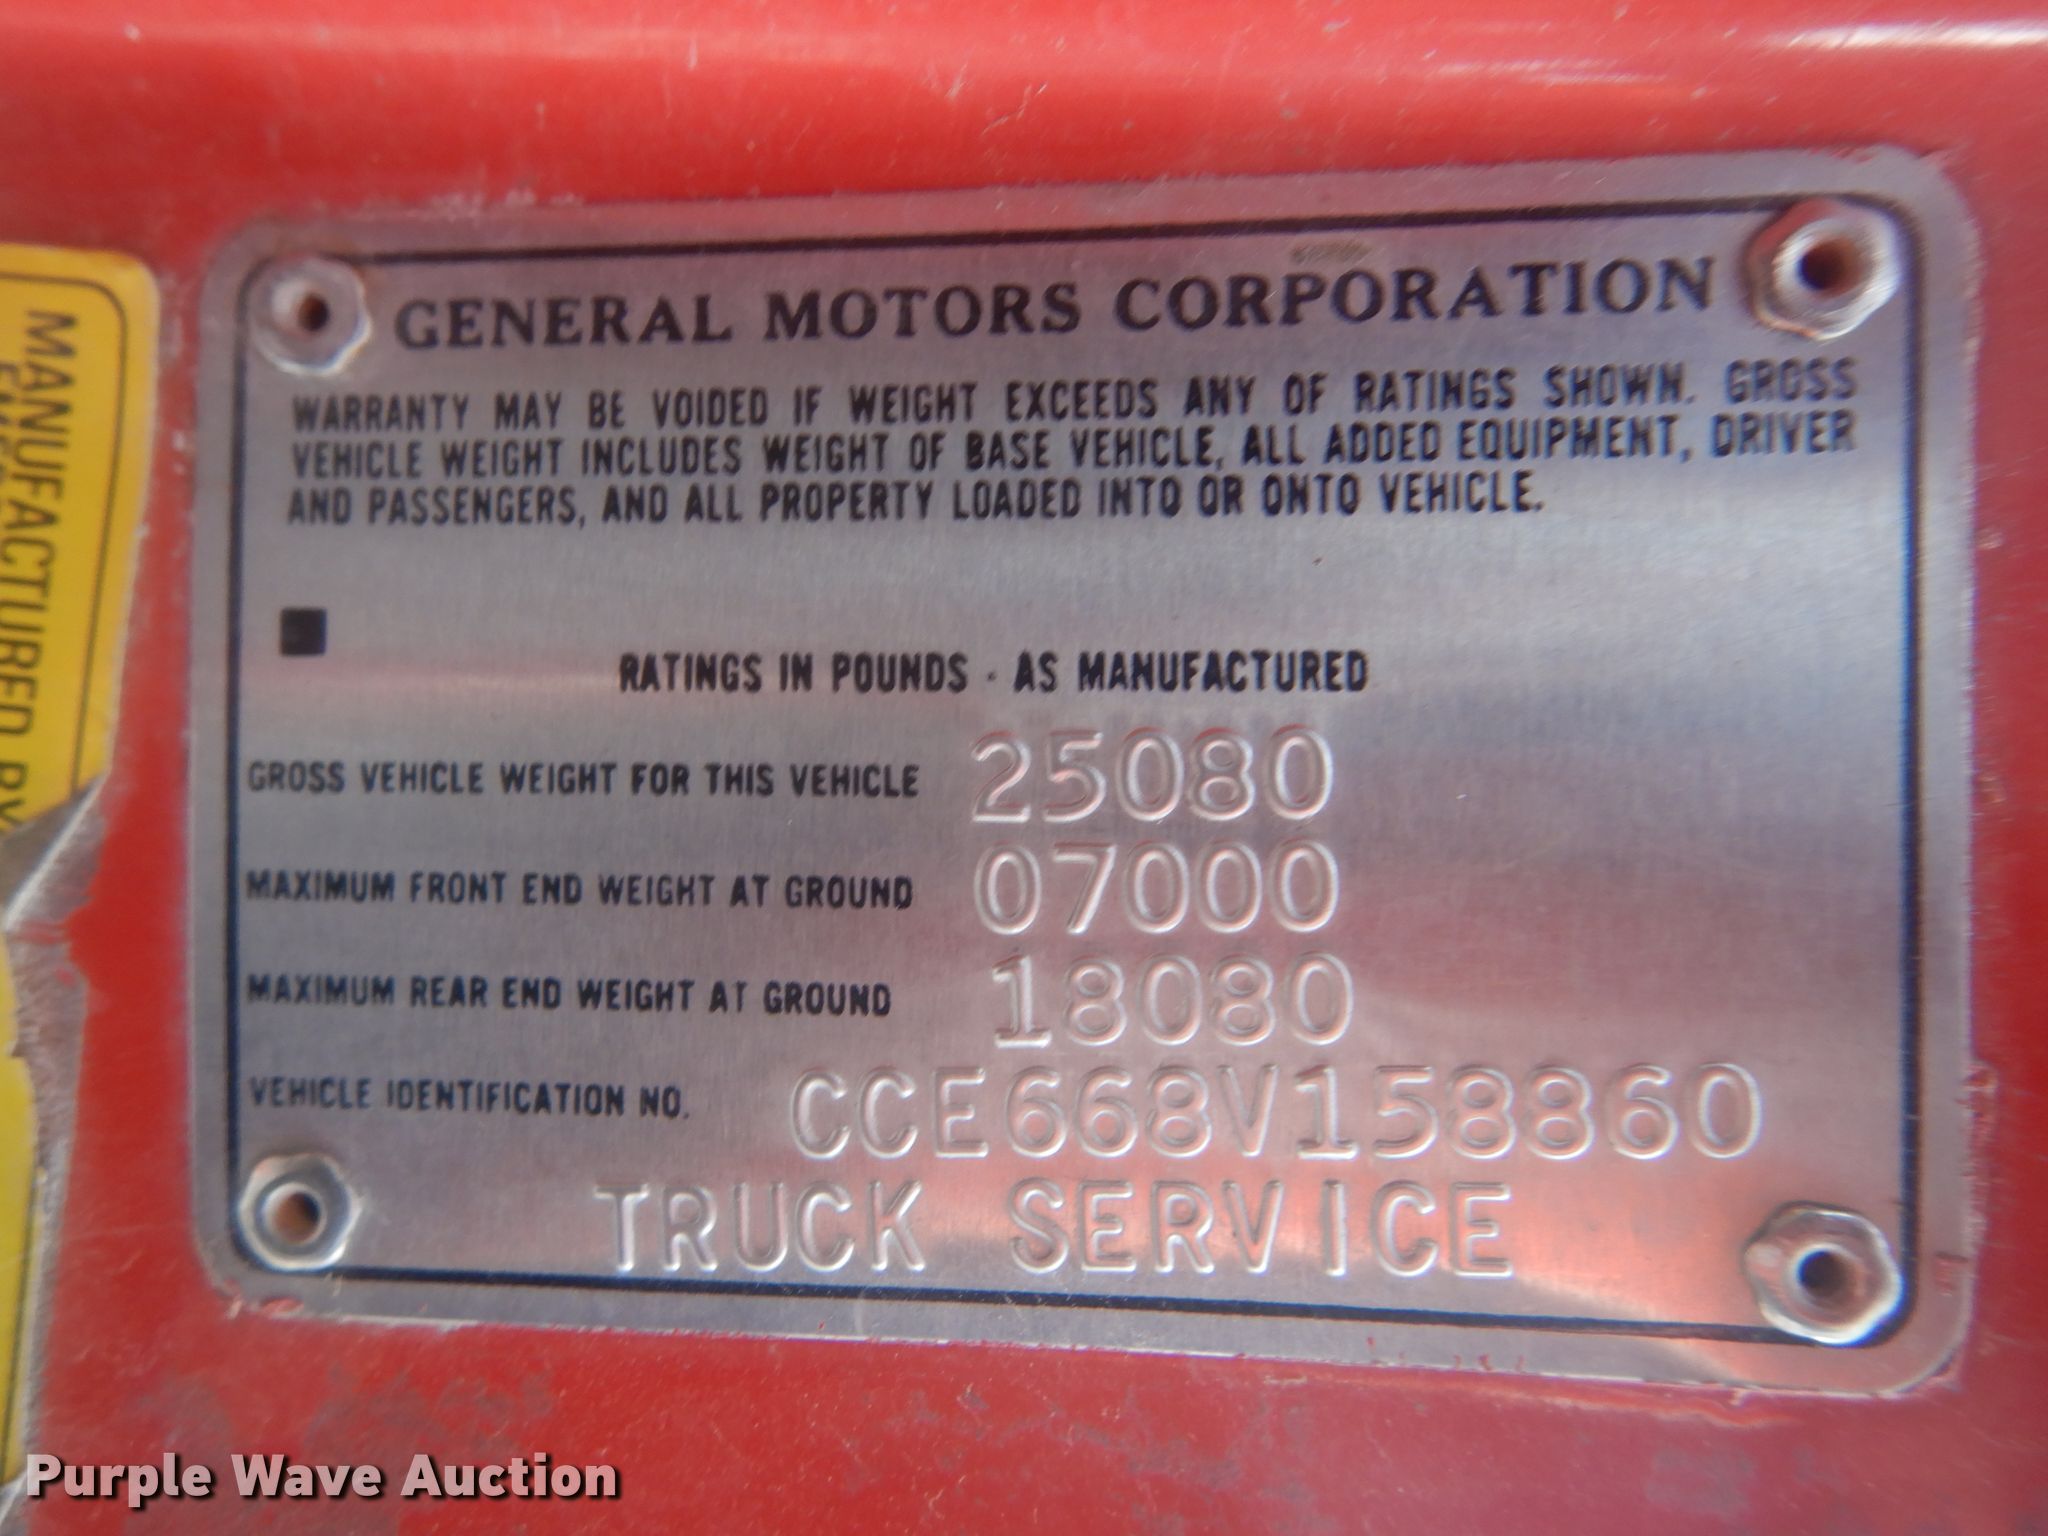 GENERAL MOTORS CORPORATION
WARRANTY MAY BE VOIDED IF WEIGHT EXCEEDS ANY OF RATINGS SHOWN. GROSS
VEHICLE WEIGHT INCLUDES WEIGHT OF BASE VEHICLE, ALL ADDED EQUIPMENT, DRIVER
AND PASSENGERS, AND ALL PROPERTY LOADED INTO OR ONTO VEHICLE.
RATINGS IN POUNDS - AS MANUFACTURED
GROSS VEHICLE WEIGHT FOR THIS VEHICLE 25080
MAXIMUM FRONT END WEIGHT AT GROUND 07000
MAXIMUM REAR END WEIGHT AT GROUND 18080
VEHICLE IDENTIFICATION NO. CCE668V158860
TRUCK SERVICE
MANUFACTURED BY
Purple Wave Auction